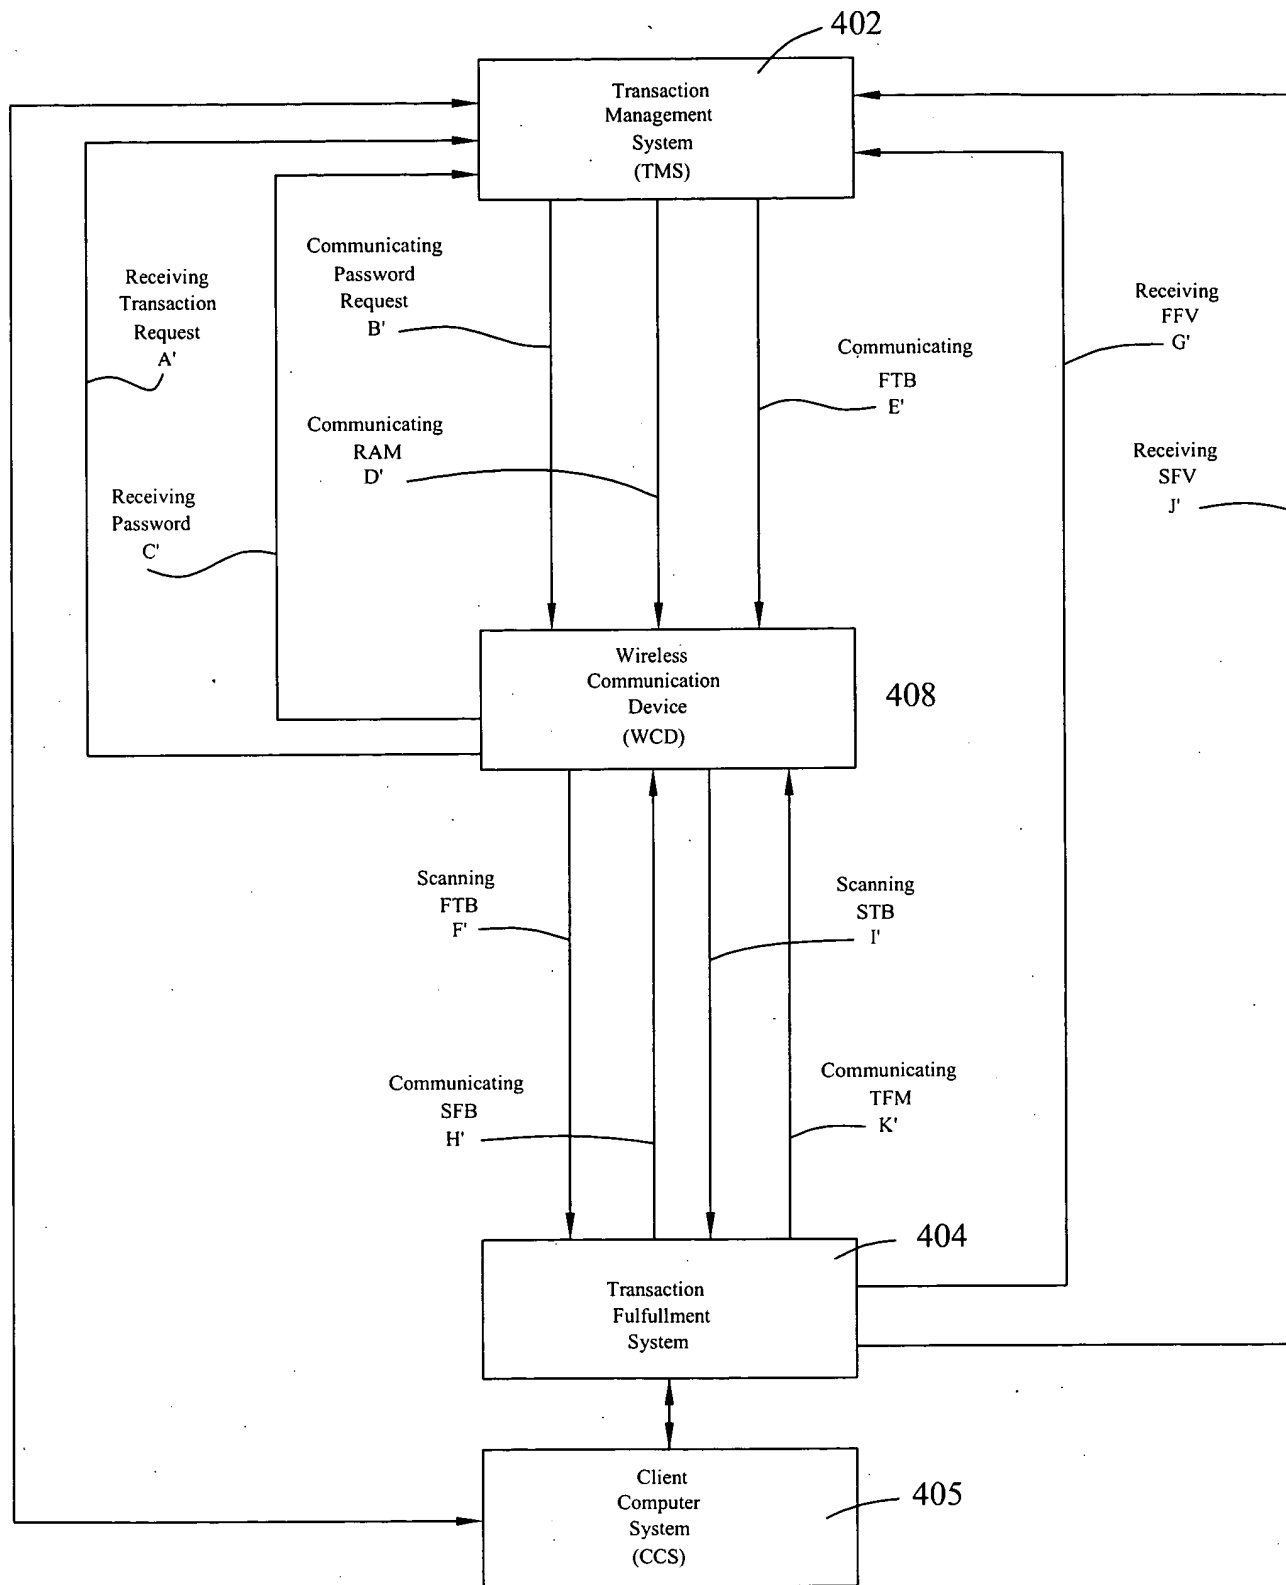 402
Transaction
Management
System
(TMS)
Communicating
Password
Request
B'
Receiving
Transaction
Request
A'
Receiving
FFV
G'
Communicating
FTB
E'
Communicating
RAM
D'
Receiving
SFV
J'
Receiving
Password
C'
Wireless
Communication
Device
(WCD)
408
Scanning
FTB
F'
Scanning
STB
I'
Communicating
SFB
H'
Communicating
TFM
K'
404
Transaction
Fulfullment
System
Client
Computer
System
(CCS)
405